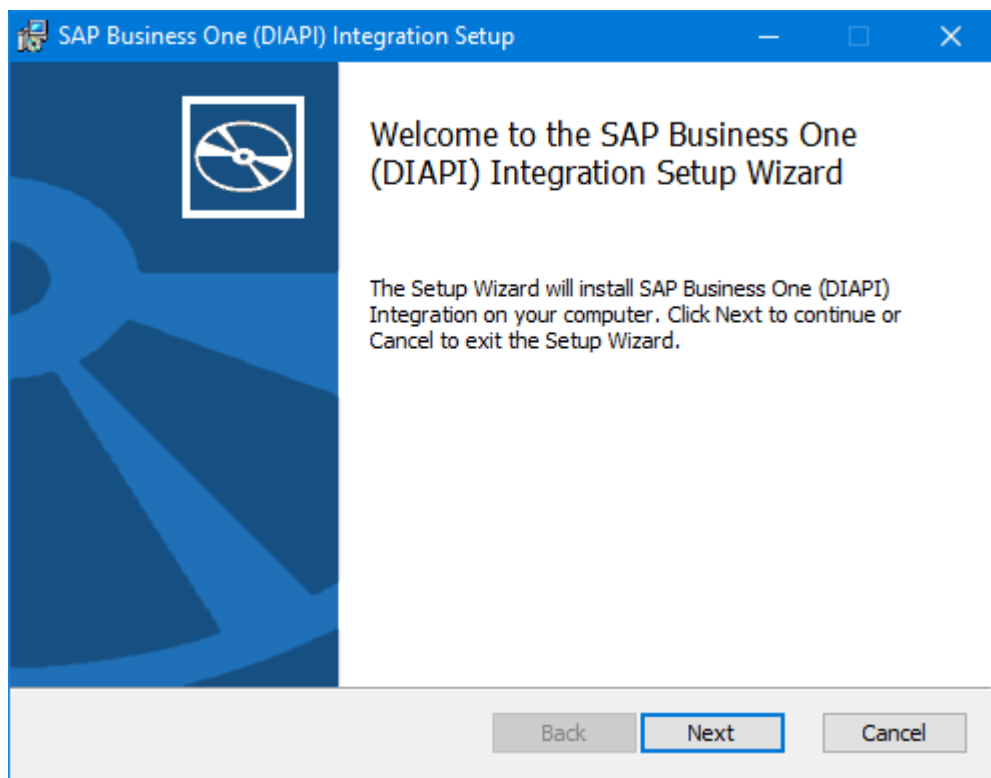 SAP Business One (DIAPI) Integration Setup
Welcome to the SAP Business One
(DIAPI) Integration Setup Wizard
The Setup Wizard will install SAP Business One (DIAPI)
Integration on your computer. Click Next to continue or
Cancel to exit the Setup Wizard.
Back Next Cancel